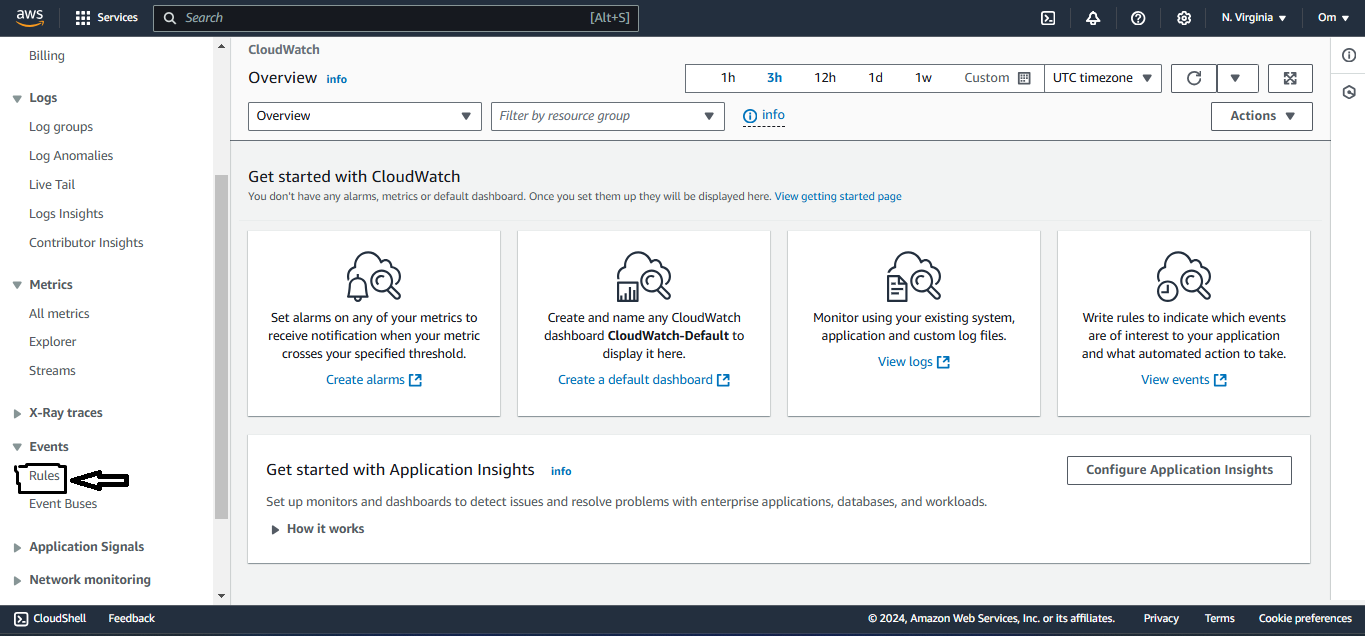 aws
Services
Search
[Alt+S]
N. Virginia
Om
Billing
Logs
Log groups
Log Anomalies
Live Tail
Logs Insights
Contributor Insights
Metrics
All metrics
Explorer
Streams
X-Ray traces
Events
Rules
Event Buses
Application Signals
Network monitoring
CloudWatch
Overview info
1h 3h 12h 1d 1w Custom UTC timezone
Overview
Filter by resource group
info
Actions
Get started with CloudWatch
You don't have any alarms, metrics or default dashboard. Once you set them up they will be displayed here. View getting started page
Set alarms on any of your metrics to
receive notification when your metric
crosses your specified threshold.
Create alarms
Create and name any CloudWatch
dashboard CloudWatch-Default to
display it here.
Create a default dashboard
Monitor using your existing system,
application and custom log files.
View logs
Write rules to indicate which events
are of interest to your application
and what automated action to take.
View events
Get started with Application Insights info
Configure Application Insights
Set up monitors and dashboards to detect issues and resolve problems with enterprise applications, databases, and workloads.
How it works
CloudShell
Feedback
© 2024, Amazon Web Services, Inc. or its affiliates.
Privacy
Terms
Cookie preferences